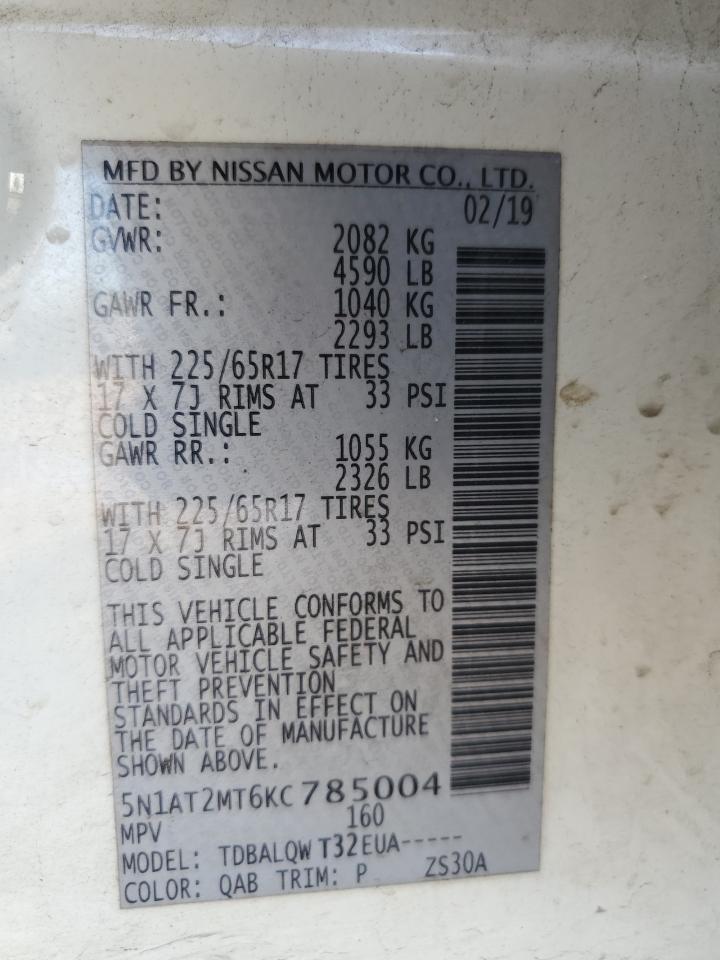 MFD BY NISSAN MOTOR CO., LTD.
DATE: 02/19
GVWR: 2082 KG
4590 LB
GAWR FR.: 1040 KG
2293 LB
WITH 225/65R17 TIRES
17 X 7J RIMS AT 33 PSI
COLD SINGLE
GAWR RR.: 1055 KG
2326 LB
WITH 225/65R17 TIRES
17 X 7J RIMS AT 33 PSI
COLD SINGLE
THIS VEHICLE CONFORMS TO
ALL APPLICABLE FEDERAL
MOTOR VEHICLE SAFETY AND
THEFT PREVENTION
STANDARDS IN EFFECT ON
THE DATE OF MANUFACTURE
SHOWN ABOVE.
5N1AT2MT6KC785004
MPV 160
MODEL: TDBALQW T32EUA-----
COLOR: QAB TRIM: P ZS30A